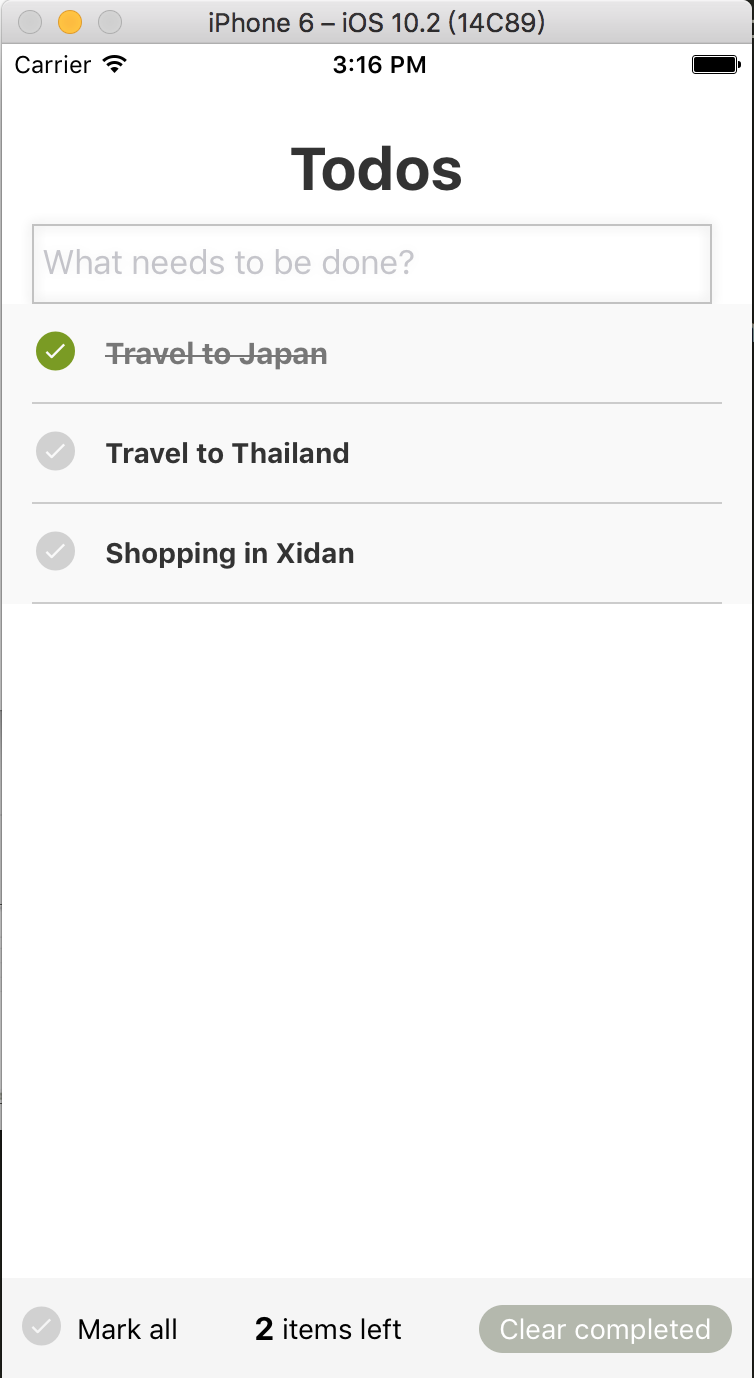 iPhone 6 – iOS 10.2 (14C89)
Carrier 3:16 PM
Todos
What needs to be done?
Travel to Japan
Travel to Thailand
Shopping in Xidan
Mark all 2 items left Clear completed